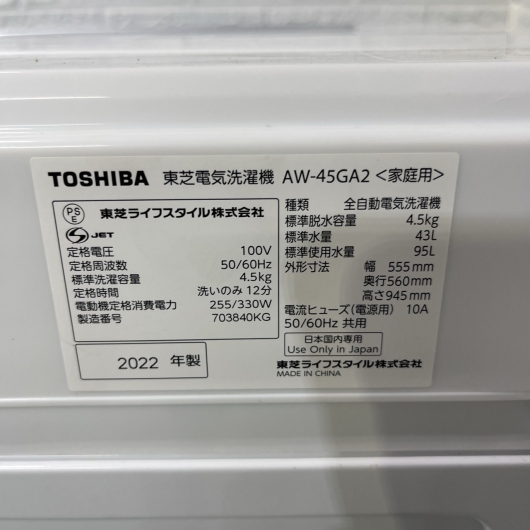 TOSHIBA 東芝電気洗濯機 AW-45GA2 <家庭用>
PS
E
東芝ライフスタイル株式会社
S JET
定格電圧 100V
定格周波数 50/60Hz
標準洗濯容量 4.5kg
定格時間 洗いのみ 12分
電動機定格消費電力 255/330W
製造番号 703840KG
2022 年製
種類 全自動電気洗濯機
標準脱水容量 4.5kg
標準水量 43L
標準使用水量 95L
外形寸法 幅 555mm
奥行560mm
高さ945mm
電流ヒューズ(電源用) 10A
50/60Hz 共用
日本国内専用
Use Only in Japan
東芝ライフスタイル株式会社
MADE IN CHINA